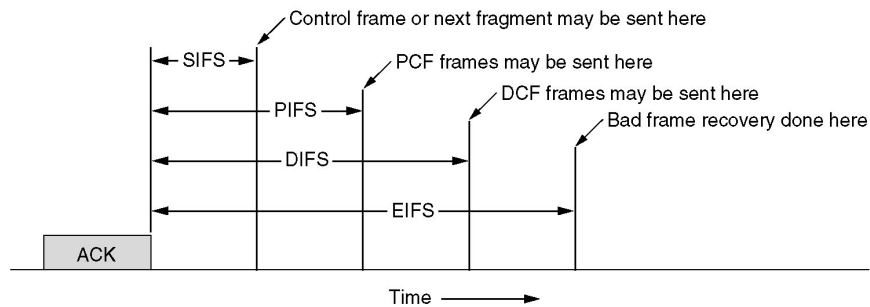 Control frame or next fragment may be sent here
SIFS
PCF frames may be sent here
DCF frames may be sent here
PIFS
Bad frame recovery done here
DIFS
EIFS
ACK
Time